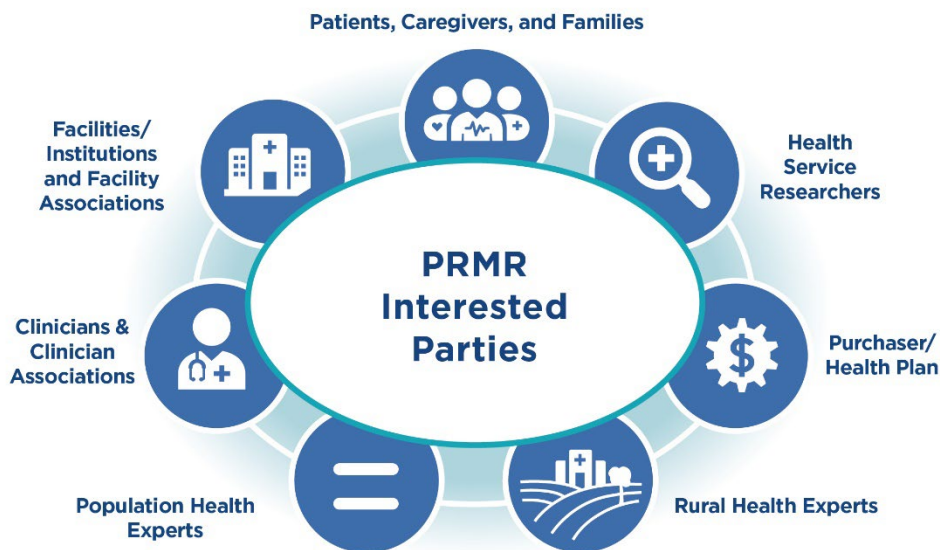 Patients, Caregivers, and Families
Facilities/
Institutions
and Facility
Associations
Health
Service
Researchers
PRMR
Interested
Parties
Clinicians &
Clinician
Associations
$
Purchaser/
Health Plan
Population Health
Experts
Rural Health Experts